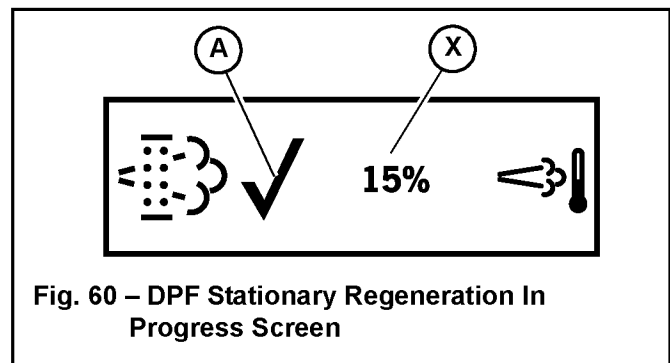 A X
15%
Fig. 60 – DPF Stationary Regeneration In
Progress Screen